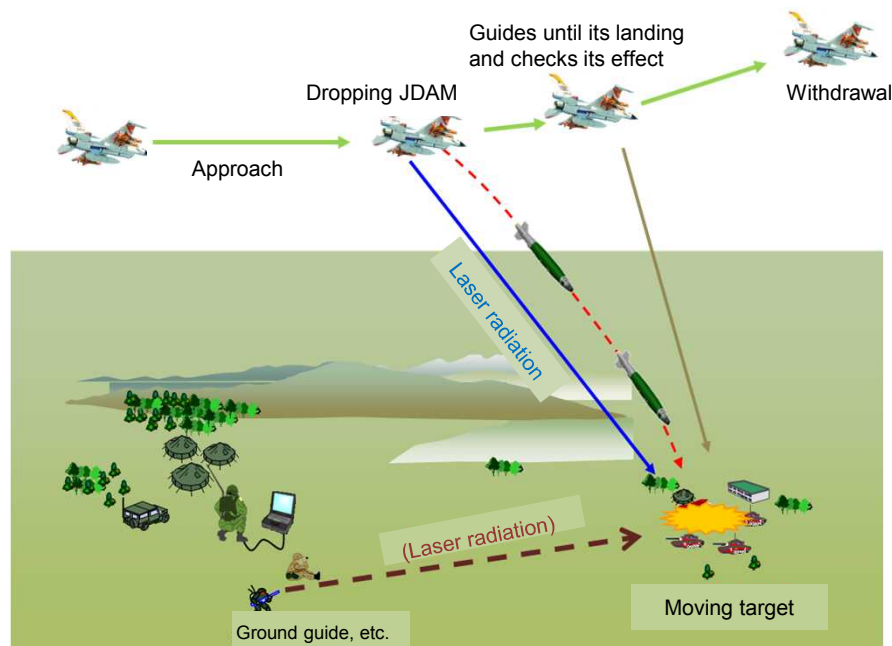 Guides until its landing
and checks its effect
Dropping JDAM
Withdrawal
Approach
Laser radiation
(Laser radiation)
Moving target
Ground guide, etc.